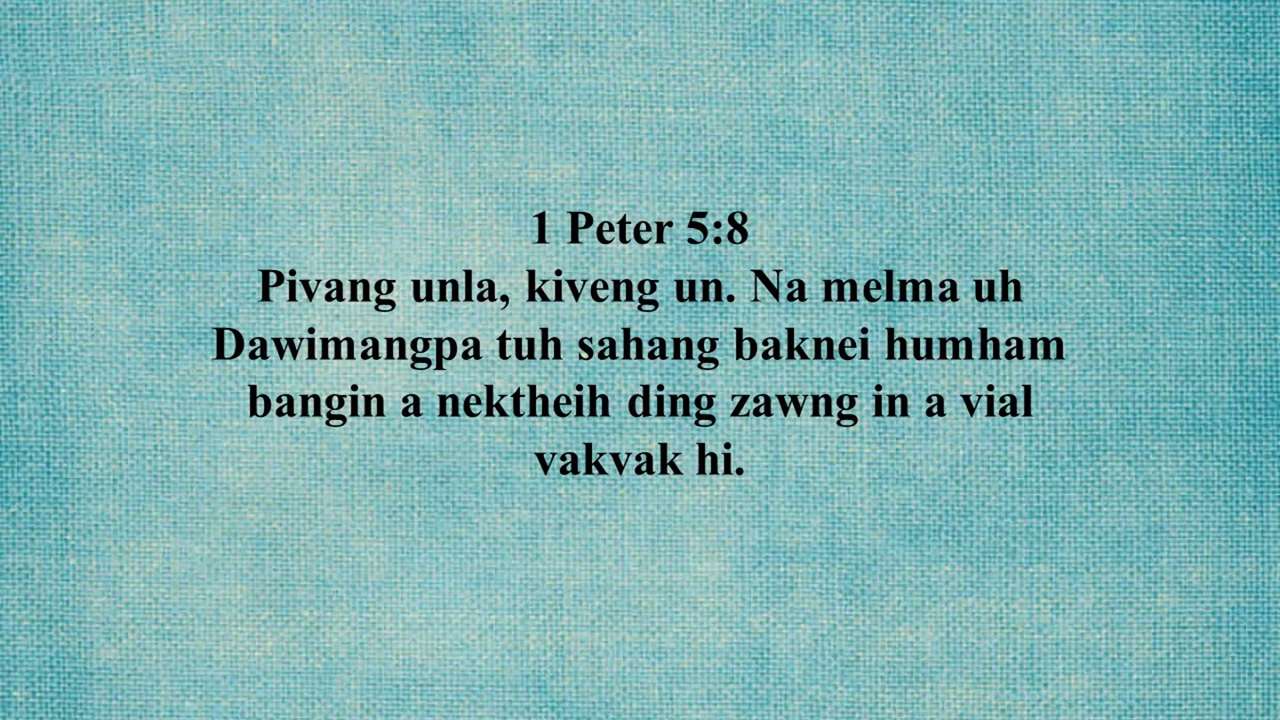 1 Peter 5:8
Pivang unla, kiveng un. Na melma uh
Dawimangpa tuh sahang baknei humham
bangin a nektheih ding zawng in a vial
vakvak hi.